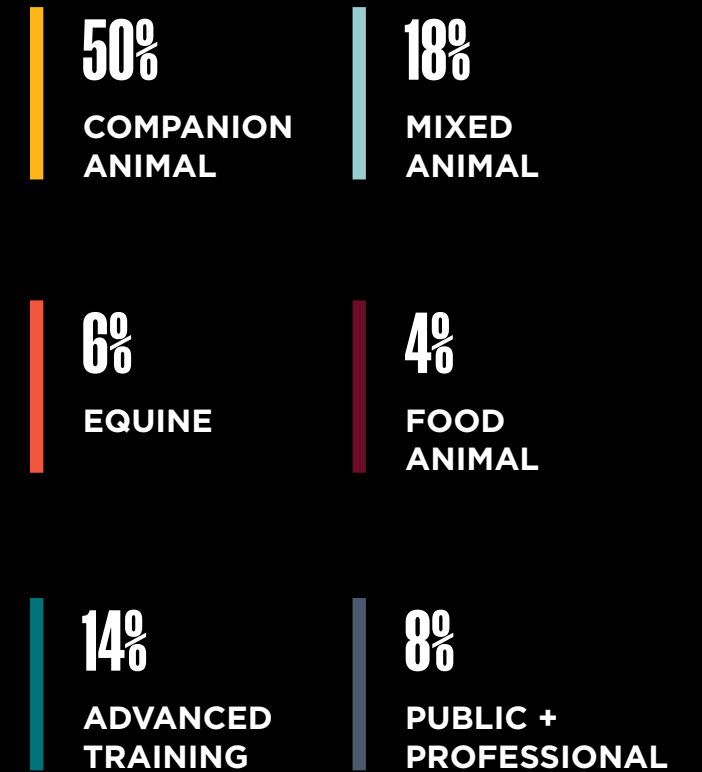 50%
COMPANION
ANIMAL
18%
MIXED
ANIMAL
6%
EQUINE
4%
FOOD
ANIMAL
14%
ADVANCED
TRAINING
8%
PUBLIC +
PROFESSIONAL